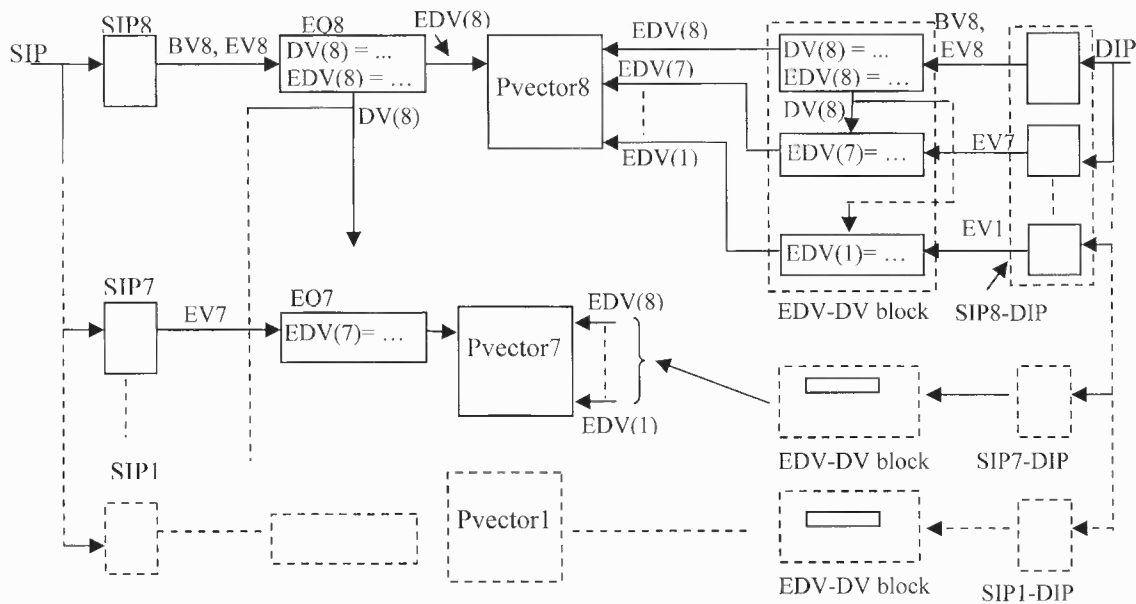 SIP
SIP8
BV8, EV8
EQ8
DV(8) = ...
EDV(8) = ...
EDV(8)
DV(8)
Pvector8
EDV(8)
EDV(7)
EDV(1)
DV(8) = ...
EDV(8) = ...
DV(8)
EDV(7)= ...
EDV(1)= ...
EDV-DV block
BV8,
EV8
DIP
EV7
EV1
SIP8-DIP
SIP7
EV7
EQ7
EDV(7)= ...
Pvector7
EDV(8)
EDV(1)
EDV-DV block
SIP7-DIP
SIP1
Pvector1
EDV-DV block
SIP1-DIP